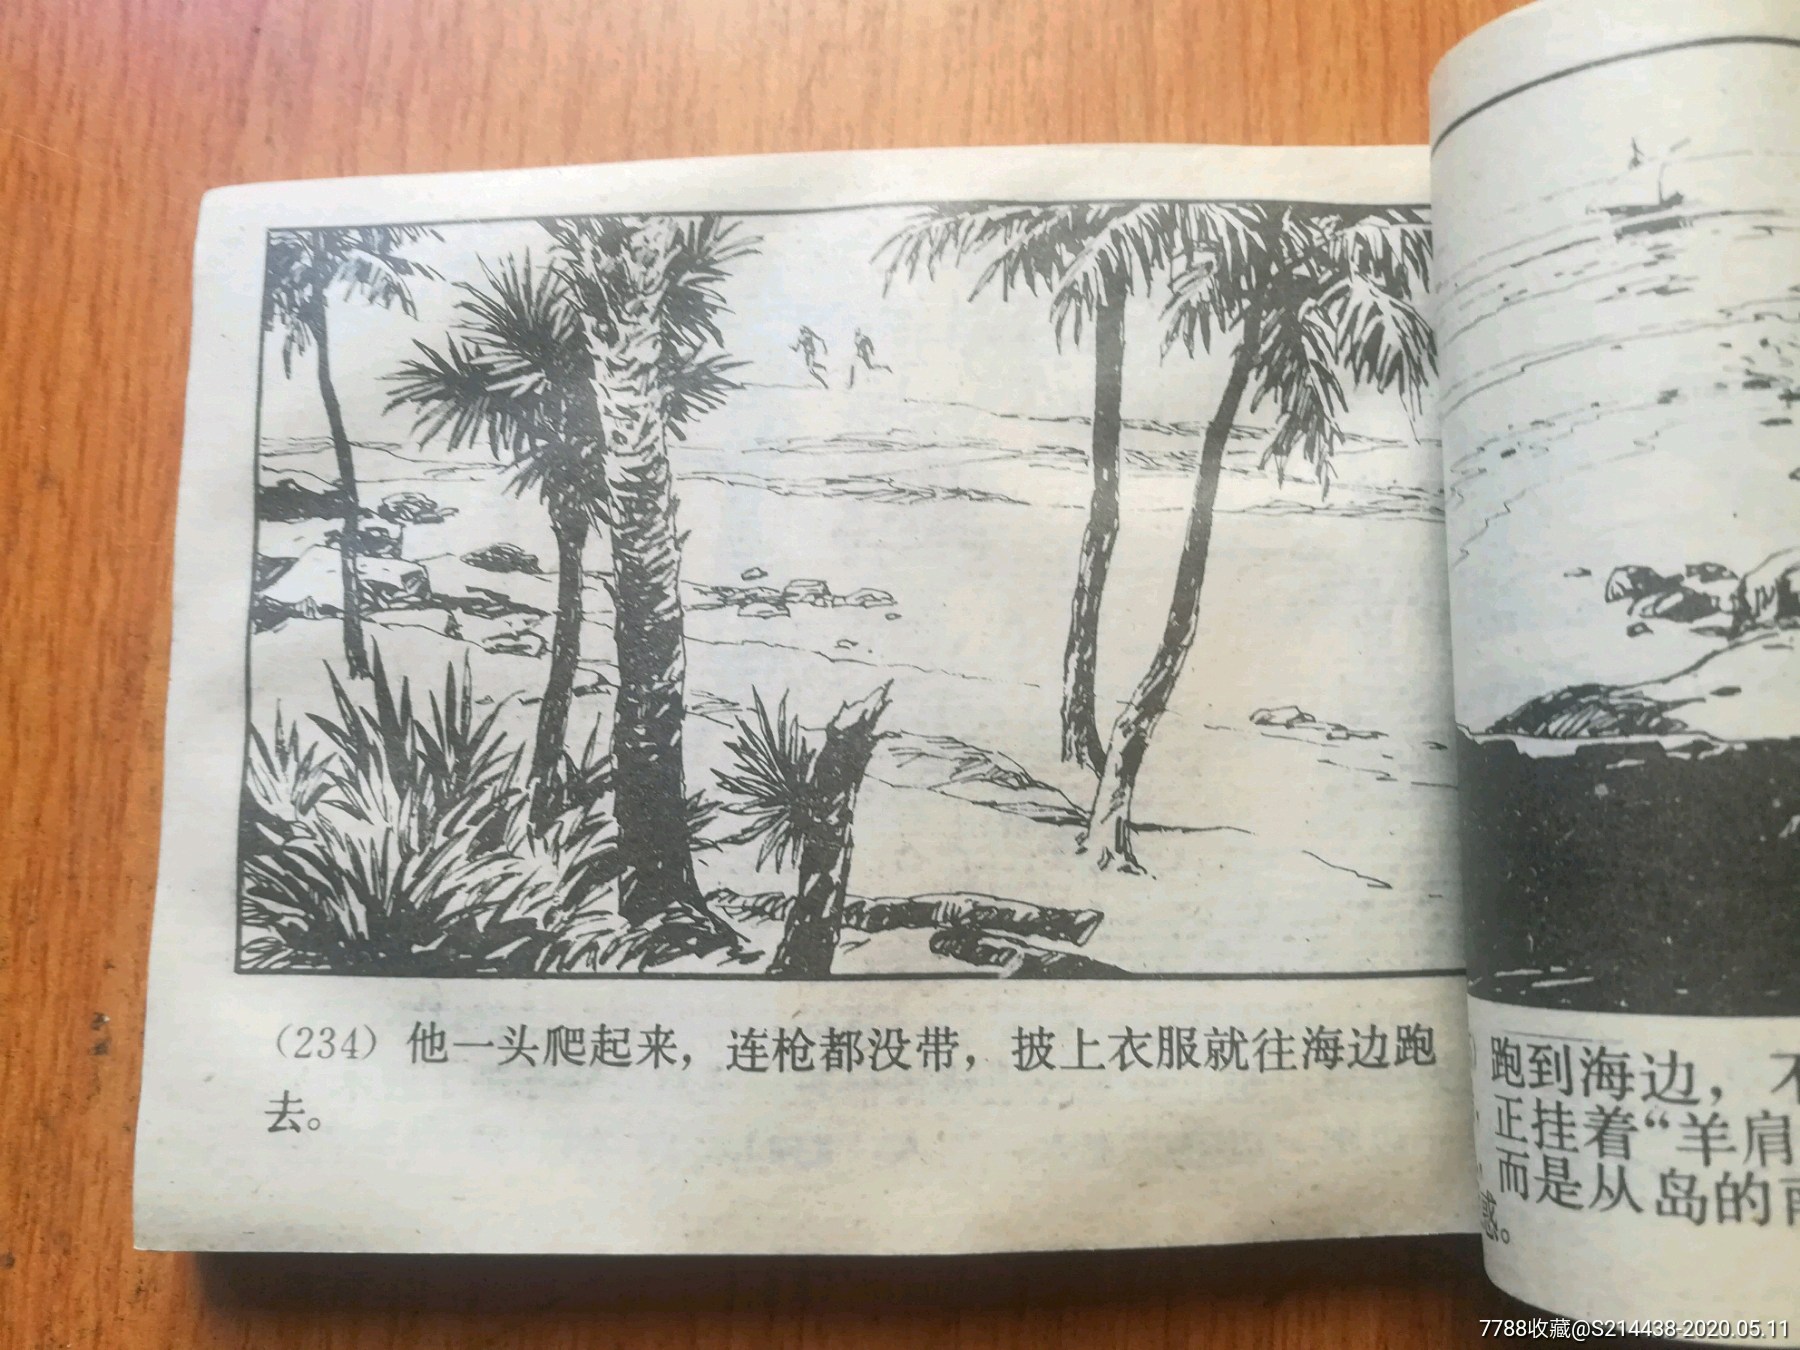 （234）他一头爬起来，连枪都没带，披上衣服就往海边跑
去。
跑到海边，
正挂着“羊肩
而是从岛的
惑。
7788收藏@S214438-2020.05.11